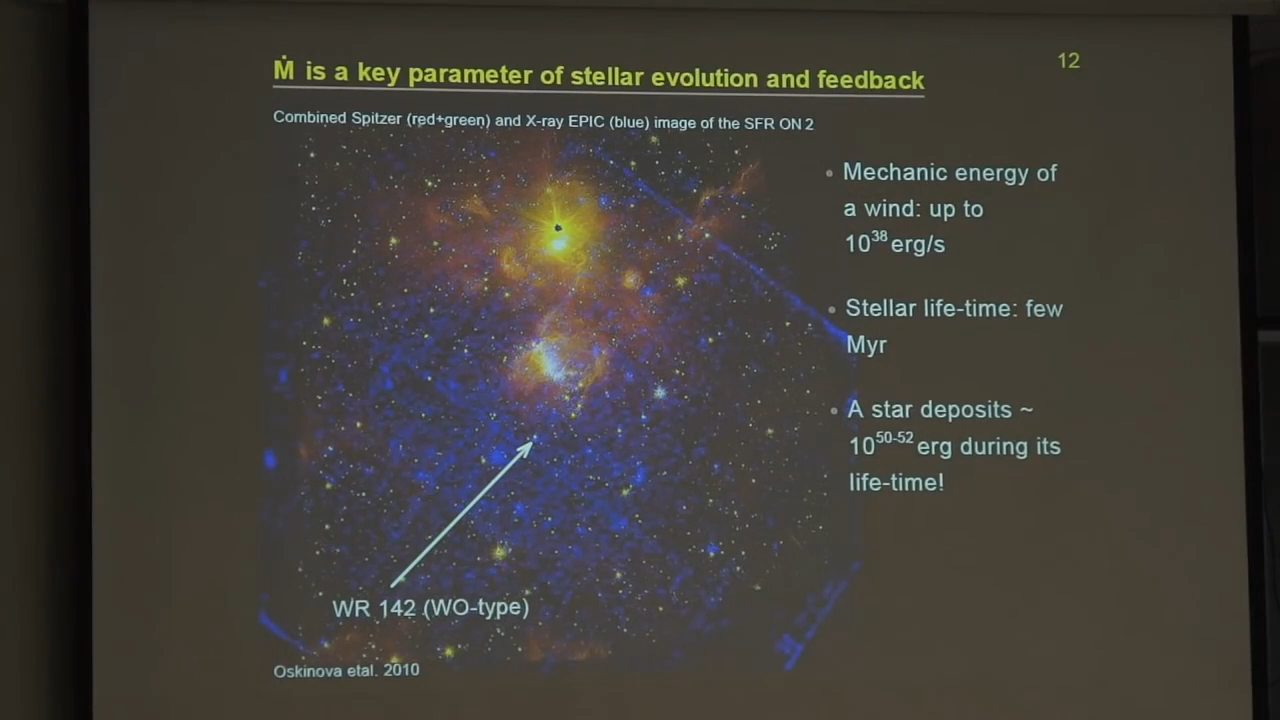 Ṁ is a key parameter of stellar evolution and feedback
12
Combined Spitzer (red+green) and X-ray EPIC (blue) image of the SFR ON 2
• Mechanic energy of
a wind: up to
10³⁸ erg/s
• Stellar life-time: few
Myr
• A star deposits ~
10⁵⁰⁻⁵² erg during its
life-time!
WR 142 (WO-type)
Oskinova etal. 2010